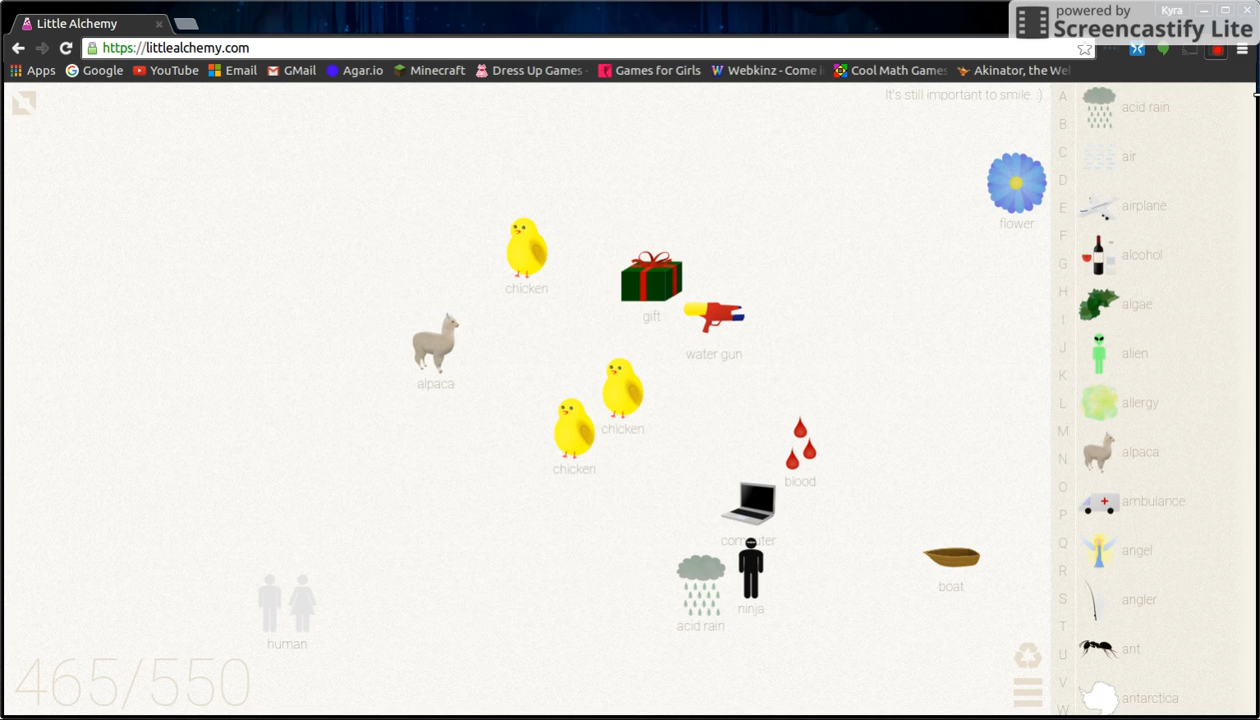 Little Alchemy
Kyra
powered by
Screencastify Lite
https://littlealchemy.com
Apps Google YouTube Email GMail Agar.io Minecraft Dress Up Games - Games for Girls Webkinz - Come i Cool Math Game Akinator, the Wel
It's still important to smile. :)
flower
chicken
gift
water gun
alpaca
chicken
chicken
blood
computer
boat
ninja
acid rain
human
465/550
A
B
C
D
E
F
G
H
I
J
K
L
M
N
O
P
Q
R
S
T
U
V
W
acid rain
air
airplane
alcohol
algae
alien
allergy
alpaca
ambulance
angel
angler
ant
antarctica